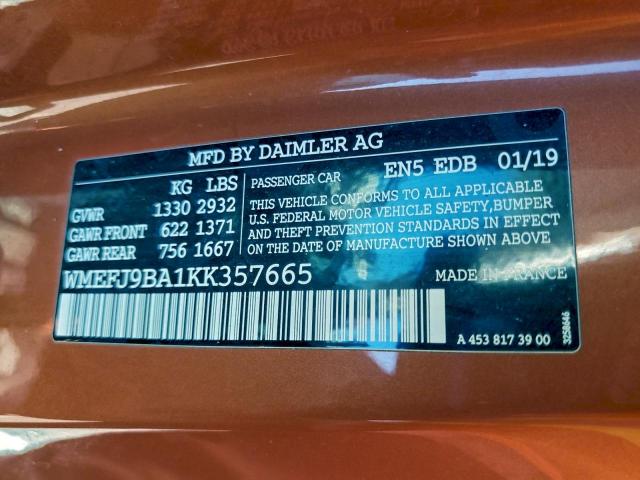 MFD BY DAIMLER AG
KG LBS
GVWR 1330 2932
GAWR FRONT 622 1371
GAWR REAR 756 1667
PASSENGER CAR EN5 EDB 01/19
THIS VEHICLE CONFORMS TO ALL APPLICABLE
U.S. FEDERAL MOTOR VEHICLE SAFETY,BUMPER
AND THEFT PREVENTION STANDARDS IN EFFECT
ON THE DATE OF MANUFACTURE SHOWN ABOVE
WMEFJ9BA1KK357665
MADE IN FRANCE
A 453 817 39 00
3258646